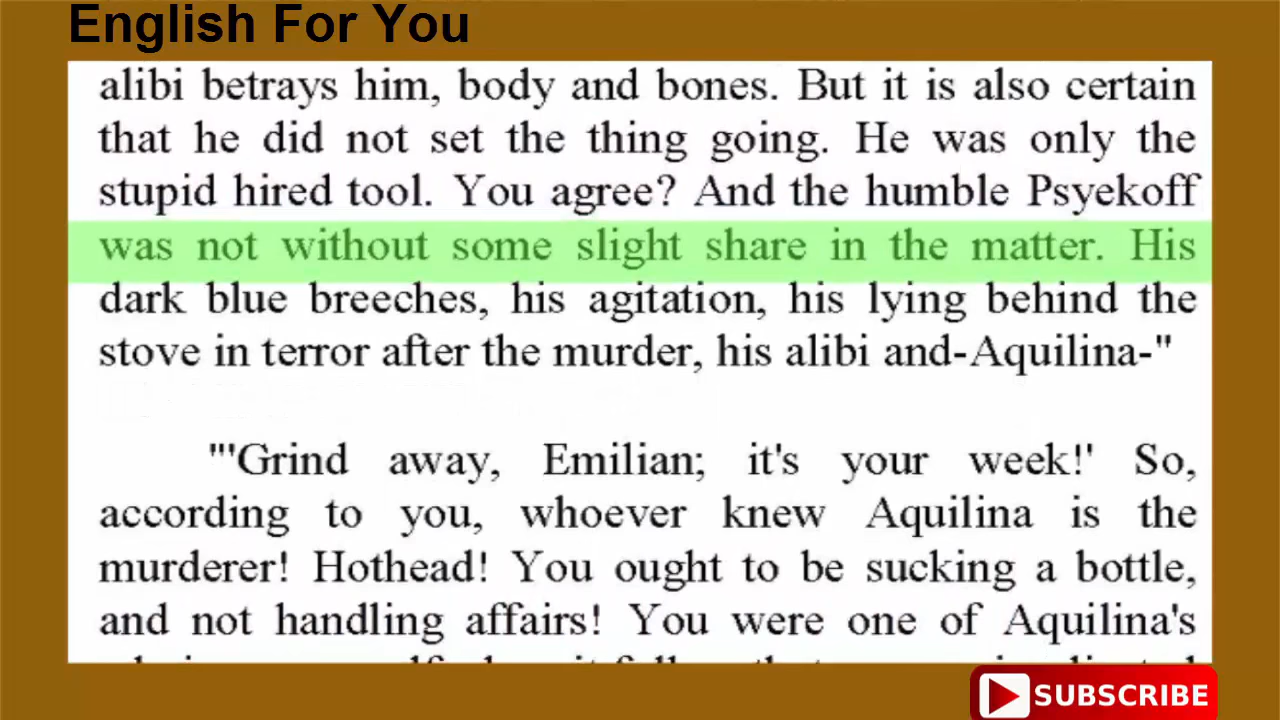 English For You
alibi betrays him, body and bones. But it is also certain
that he did not set the thing going. He was only the
stupid hired tool. You agree? And the humble Psyekoff
was not without some slight share in the matter. His
dark blue breeches, his agitation, his lying behind the
stove in terror after the murder, his alibi and-Aquilina-"
"'Grind away, Emilian; it's your week!' So,
according to you, whoever knew Aquilina is the
murderer! Hothead! You ought to be sucking a bottle,
and not handling affairs! You were one of Aquilina's
SUBSCRIBE